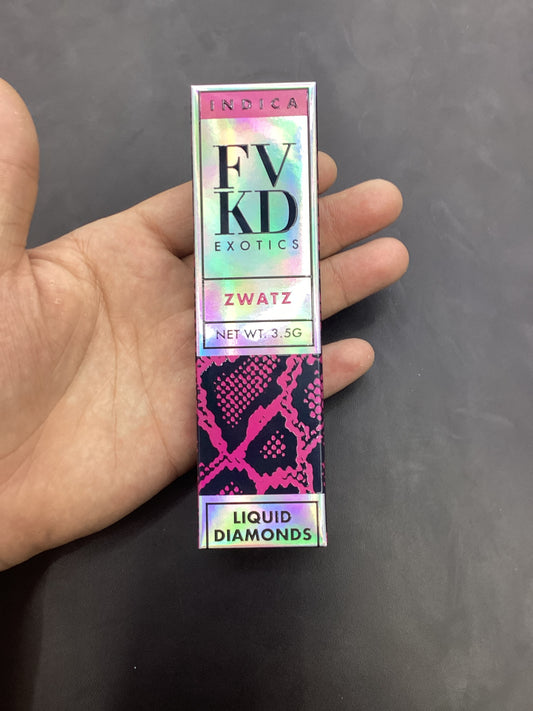 INDICA
FV
KD
EXOTICS
ZWATZ
NET WT. 3.5G
LIQUID
DIAMONDS